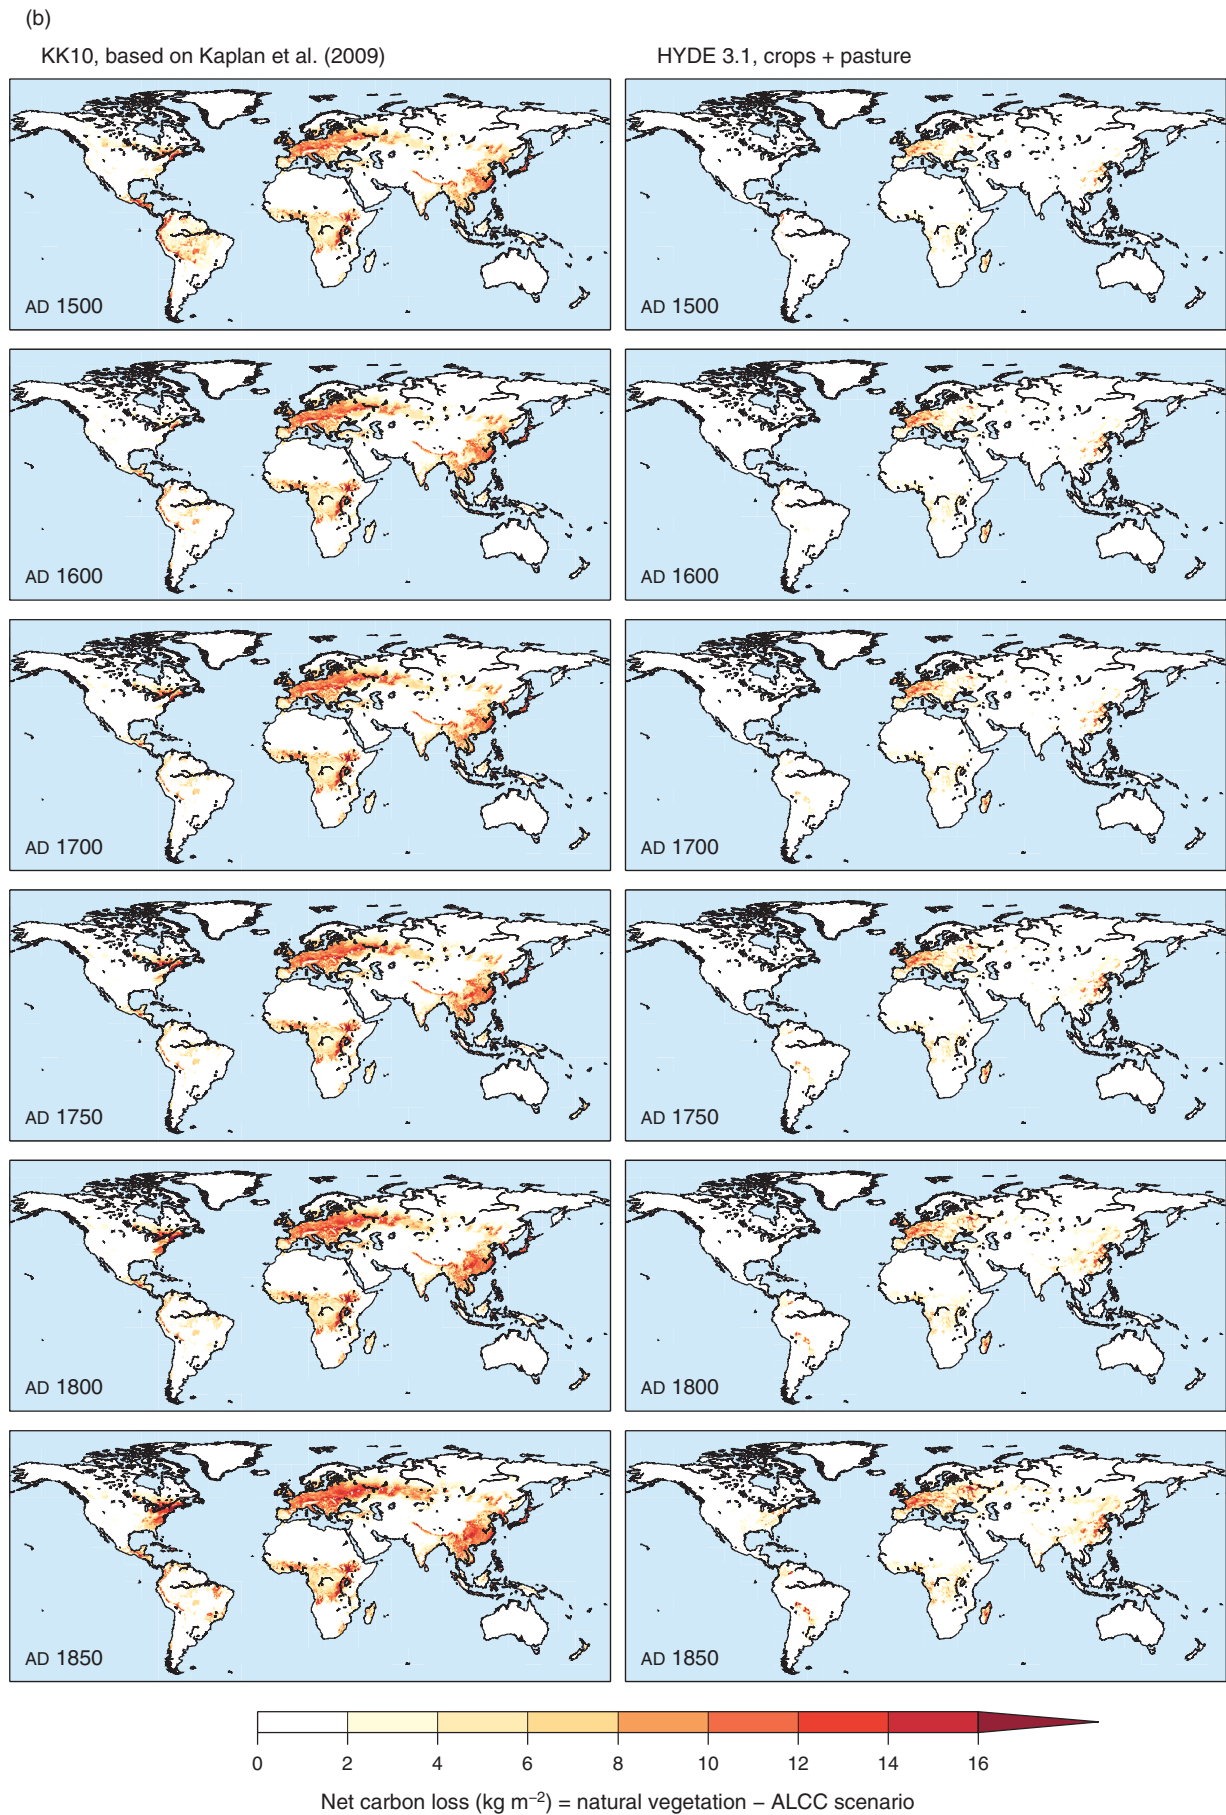 (b)
KK10, based on Kaplan et al. (2009)
HYDE 3.1, crops + pasture
AD 1500
AD 1500
AD 1600
AD 1600
AD 1700
AD 1700
AD 1750
AD 1750
AD 1800
AD 1800
AD 1850
AD 1850
0 2 4 6 8 10 12 14 16
Net carbon loss (kg m⁻²) = natural vegetation – ALCC scenario